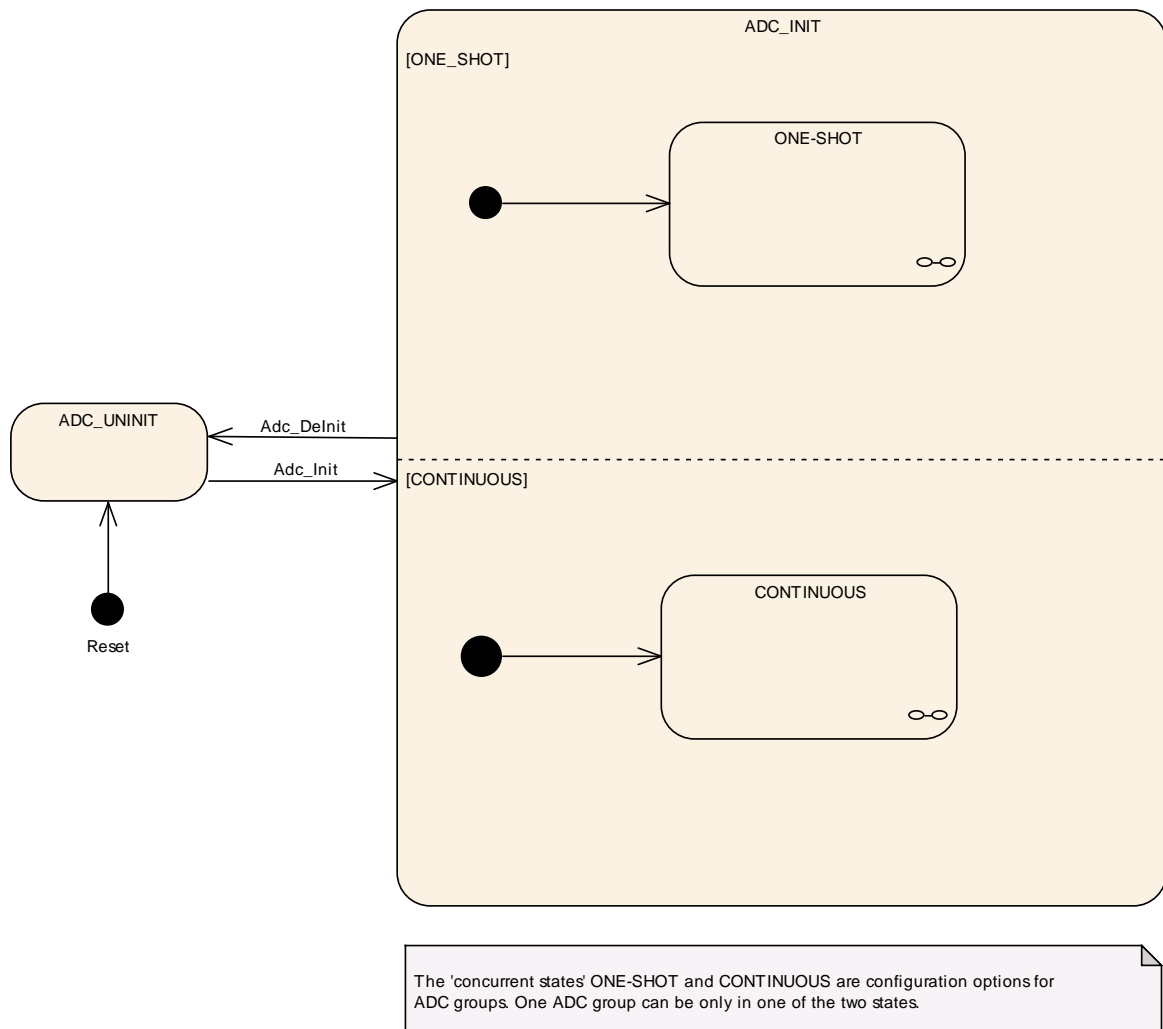 ADC_INIT
[ONE_SHOT]
ONE-SHOT
ADC_UNINIT
Adc_DeInit
Adc_Init
[CONTINUOUS]
CONTINUOUS
Reset
The 'concurrent states' ONE-SHOT and CONTINUOUS are configuration options for
ADC groups. One ADC group can be only in one of the two states.